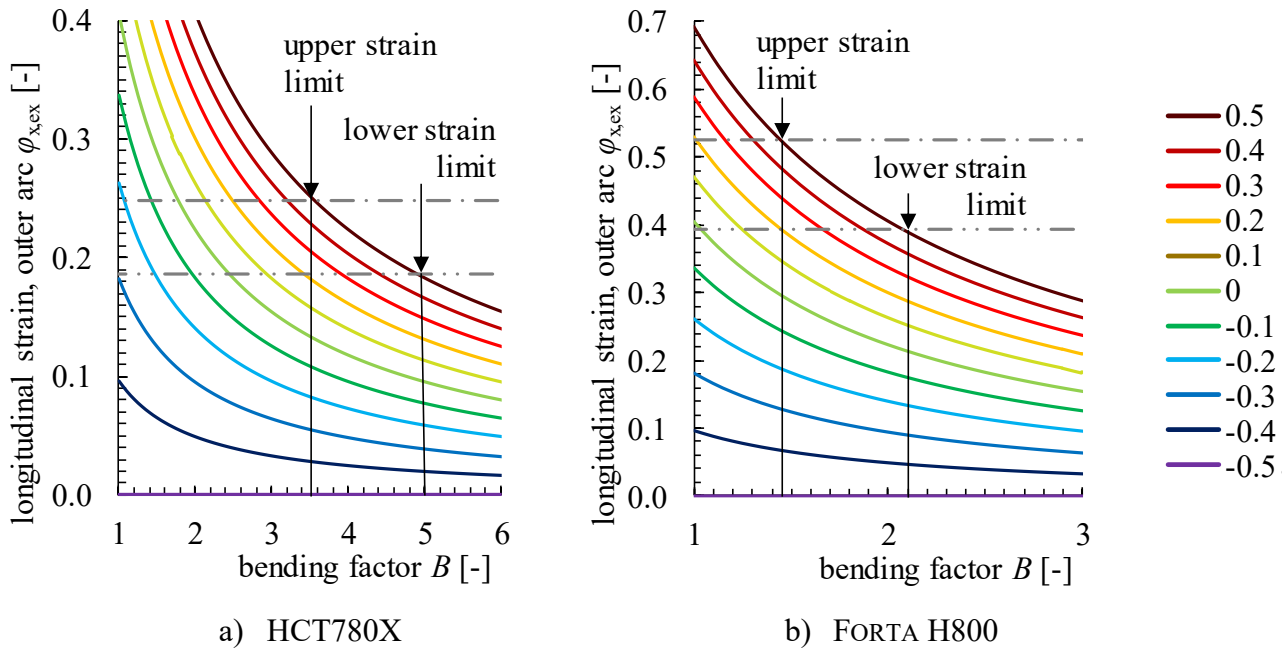 longitudinal strain, outer arc φx,ex [-]
0.4
0.3
0.2
0.1
0.0
upper strain
limit
lower strain
limit
1 2 3 4 5 6
bending factor B [-]
a) HCT780X
longitudinal strain, outer arc φx,ex [-]
0.7
0.6
0.5
0.4
0.3
0.2
0.1
0.0
upper strain
limit
lower strain
limit
1 2 3
bending factor B [-]
b) FORTA H800
0.5
0.4
0.3
0.2
0.1
0
-0.1
-0.2
-0.3
-0.4
-0.5